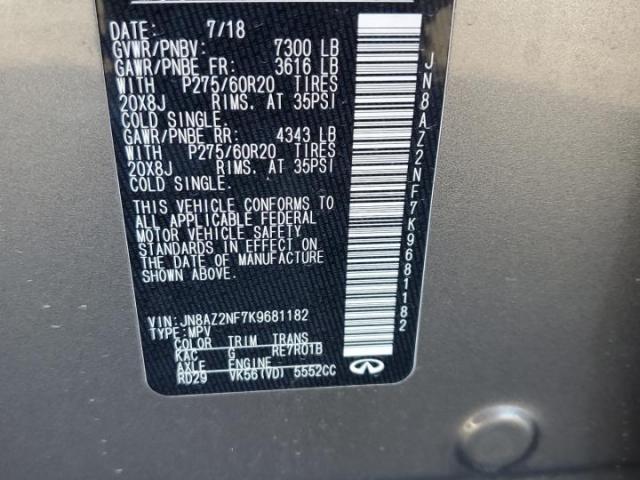 DATE: 7/18
GVWR/PNBV: 7300 LB
GAWR/PNBE FR: 3616 LB
WITH P275/60R20 TIRES
20X8J RIMS. AT 35PSI
COLD SINGLE.
GAWR/PNBE RR: 4343 LB
WITH P275/60R20 TIRES
20X8J RIMS. AT 35PSI
COLD SINGLE.
THIS VEHICLE CONFORMS TO
ALL APPLICABLE FEDERAL
MOTOR VEHICLE SAFETY
STANDARDS IN EFFECT ON
THE DATE OF MANUFACTURE
SHOWN ABOVE.
VIN:JN8AZ2NF7K9681182
TYPE:MPV
COLOR TRIM TRANS
KAC G RE7R01B
AXLE ENGINE
RD29 VK56(VD) 5552CC
JN8AZ2NF7K9681182